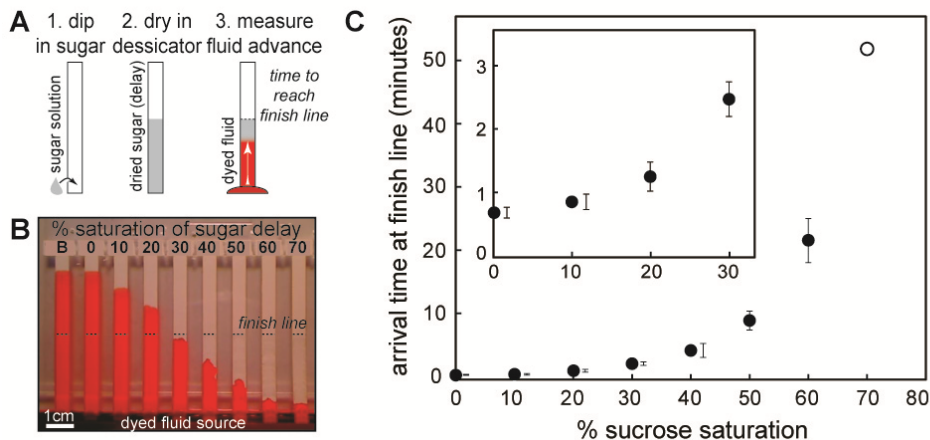 A
1. dip
in sugar
2. dry in
dessicator
3. measure
fluid advance
sugar solution
dried sugar (delay)
dyed fluid
time to
reach
finish line
B
% saturation of sugar delay
B 0 10 20 30 40 50 60 70
finish line
1cm
dyed fluid source
C
arrival time at finish line (minutes)
50
40
30
20
10
0
0 10 20 30 40 50 60 70 80
% sucrose saturation
3
2
1
0
0 10 20 30